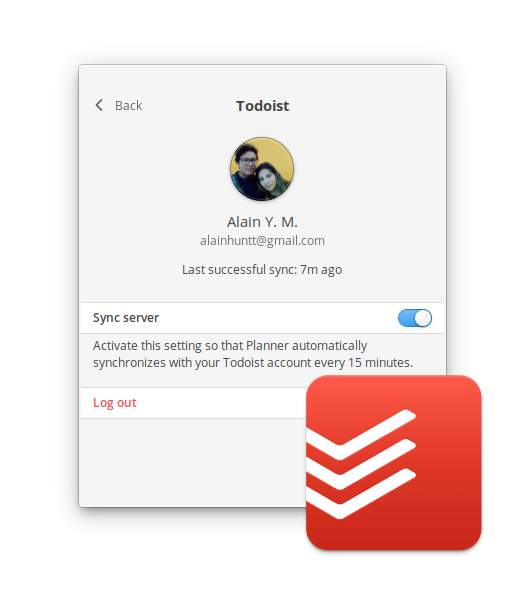 Back
Todoist
Alain Y. M.
alainhuntt@gmail.com
Last successful sync: 7m ago
Sync server
Activate this setting so that Planner automatically
synchronizes with your Todoist account every 15 minutes.
Log out